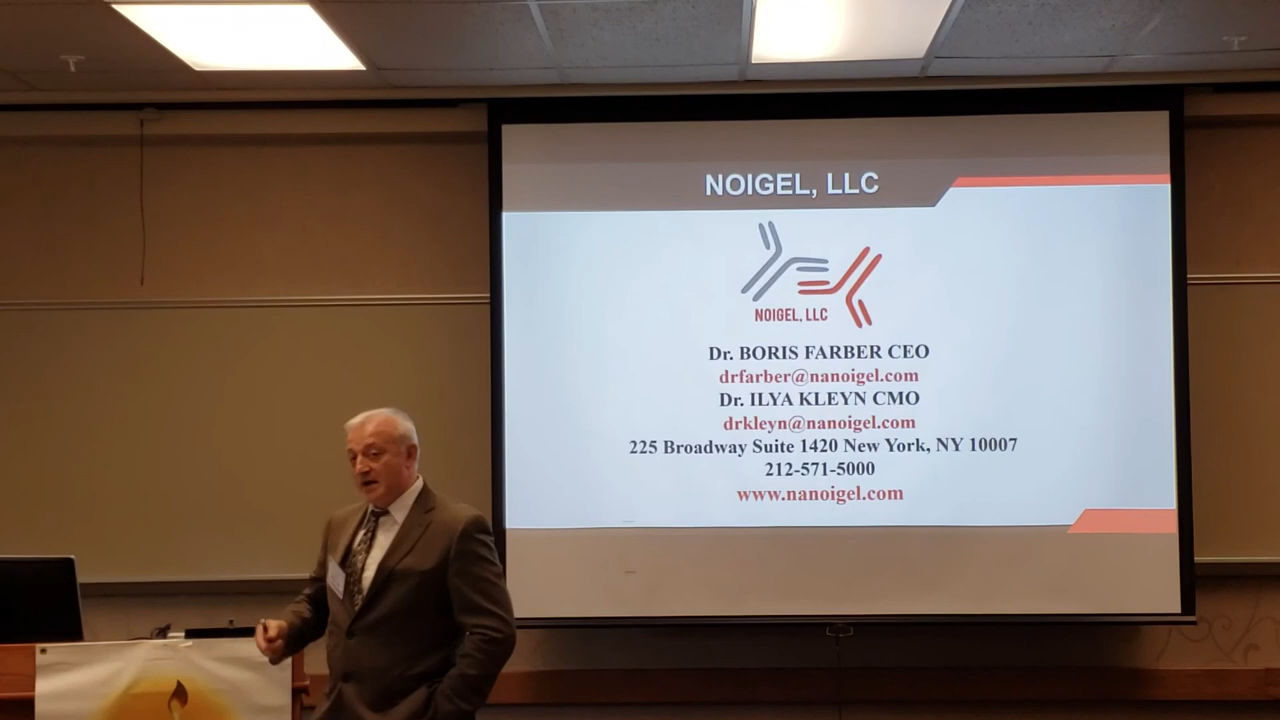 NOIGEL, LLC
NOIGEL, LLC
Dr. BORIS FARBER CEO
drfarber@nanoigel.com
Dr. ILYA KLEYN CMO
drkleyn@nanoigel.com
225 Broadway Suite 1420 New York, NY 10007
212-571-5000
www.nanoigel.com